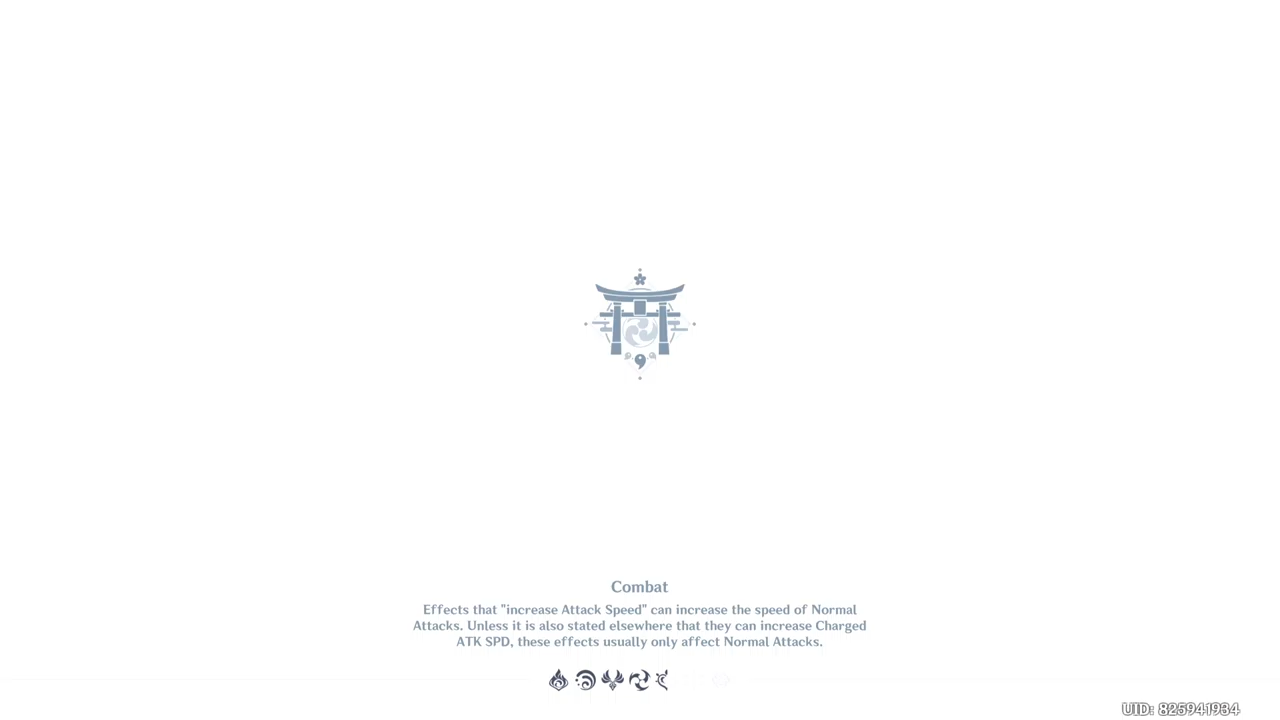 Combat
Effects that "increase Attack Speed" can increase the speed of Normal
Attacks. Unless it is also stated elsewhere that they can increase Charged
ATK SPD, these effects usually only affect Normal Attacks.
UID: 825941934